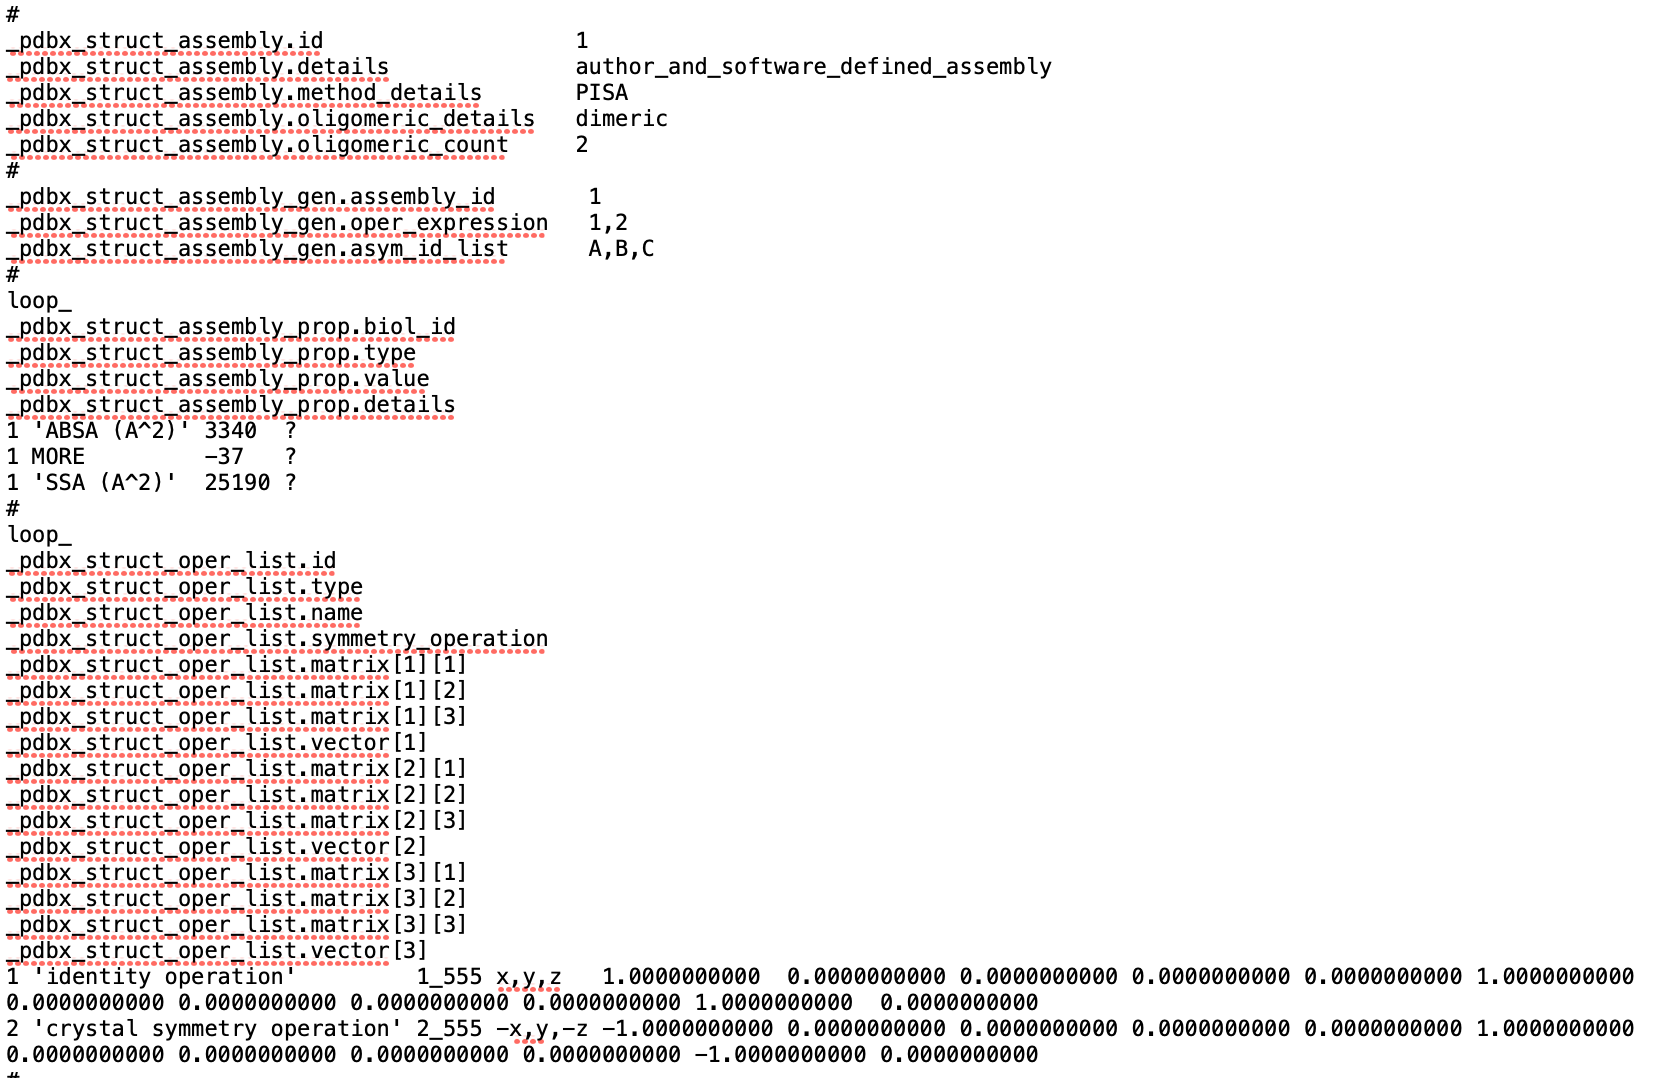 #
_pdbx_struct_assembly.id                   1
_pdbx_struct_assembly.details              author_and_software_defined_assembly
_pdbx_struct_assembly.method_details       PISA
_pdbx_struct_assembly.oligomeric_details   dimeric
_pdbx_struct_assembly.oligomeric_count     2
#
_pdbx_struct_assembly_gen.assembly_id       1
_pdbx_struct_assembly_gen.oper_expression   1,2
_pdbx_struct_assembly_gen.asym_id_list      A,B,C
#
loop_
_pdbx_struct_assembly_prop.biol_id
_pdbx_struct_assembly_prop.type
_pdbx_struct_assembly_prop.value
_pdbx_struct_assembly_prop.details
1 'ABSA (A^2)' 3340  ?
1 MORE         -37   ?
1 'SSA (A^2)'  25190 ?
#
loop_
_pdbx_struct_oper_list.id
_pdbx_struct_oper_list.type
_pdbx_struct_oper_list.name
_pdbx_struct_oper_list.symmetry_operation
_pdbx_struct_oper_list.matrix[1][1]
_pdbx_struct_oper_list.matrix[1][2]
_pdbx_struct_oper_list.matrix[1][3]
_pdbx_struct_oper_list.vector[1]
_pdbx_struct_oper_list.matrix[2][1]
_pdbx_struct_oper_list.matrix[2][2]
_pdbx_struct_oper_list.matrix[2][3]
_pdbx_struct_oper_list.vector[2]
_pdbx_struct_oper_list.matrix[3][1]
_pdbx_struct_oper_list.matrix[3][2]
_pdbx_struct_oper_list.matrix[3][3]
_pdbx_struct_oper_list.vector[3]
1 'identity operation'         1_555 x,y,z   1.0000000000  0.0000000000 0.0000000000 0.0000000000 0.0000000000 1.0000000000
0.0000000000 0.0000000000 0.0000000000 0.0000000000 1.0000000000  0.0000000000
2 'crystal symmetry operation' 2_555 -x,y,-z -1.0000000000 0.0000000000 0.0000000000 0.0000000000 0.0000000000 1.0000000000
0.0000000000 0.0000000000 0.0000000000 0.0000000000 -1.0000000000 0.0000000000
#